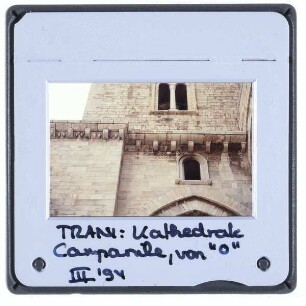 TRANI: Kathedrale
Campanile, von "O"
III '94